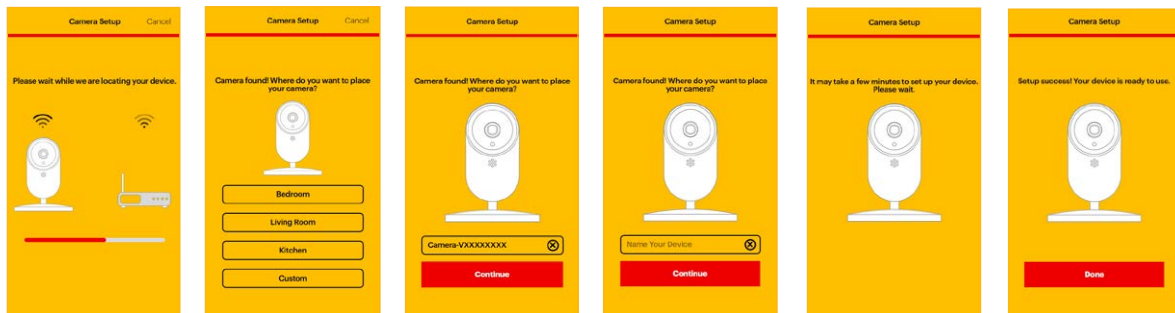 Camera Setup Cancel
Please wait while we are locating your device.
Camera Setup Cancel
Camera found! Where do you want to place
your camera?
Bedroom
Living Room
Kitchen
Custom
Camera Setup
Camera found! Where do you want to place
your camera?
Camera-VXXXXXXXX
Continue
Camera Setup
Camera found! Where do you want to place
your camera?
Name Your Device
Continue
Camera Setup
It may take a few minutes to set up your device.
Please wait.
Camera Setup
Setup success! Your device is ready to use.
Done